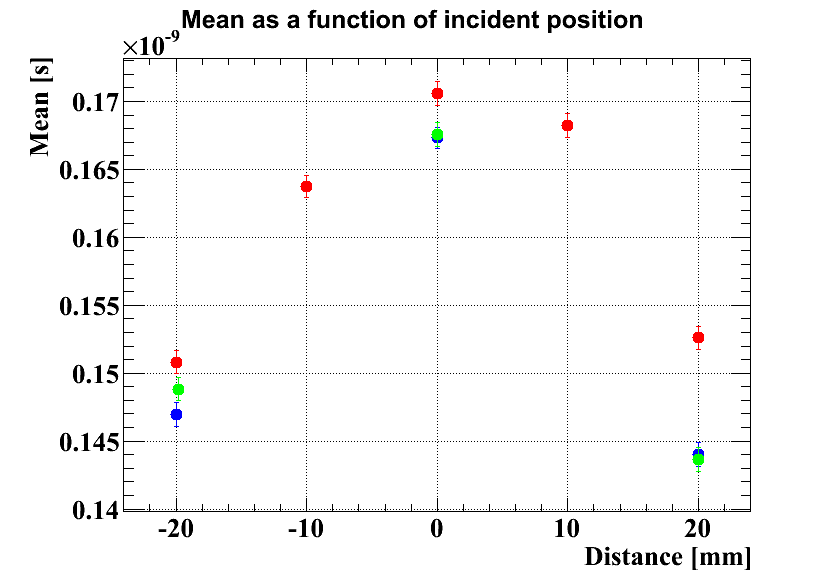 Mean as a function of incident position
×10⁻⁹
Mean [s]
0.17
0.165
0.16
0.155
0.15
0.145
0.14
-20 -10 0 10 20
Distance [mm]